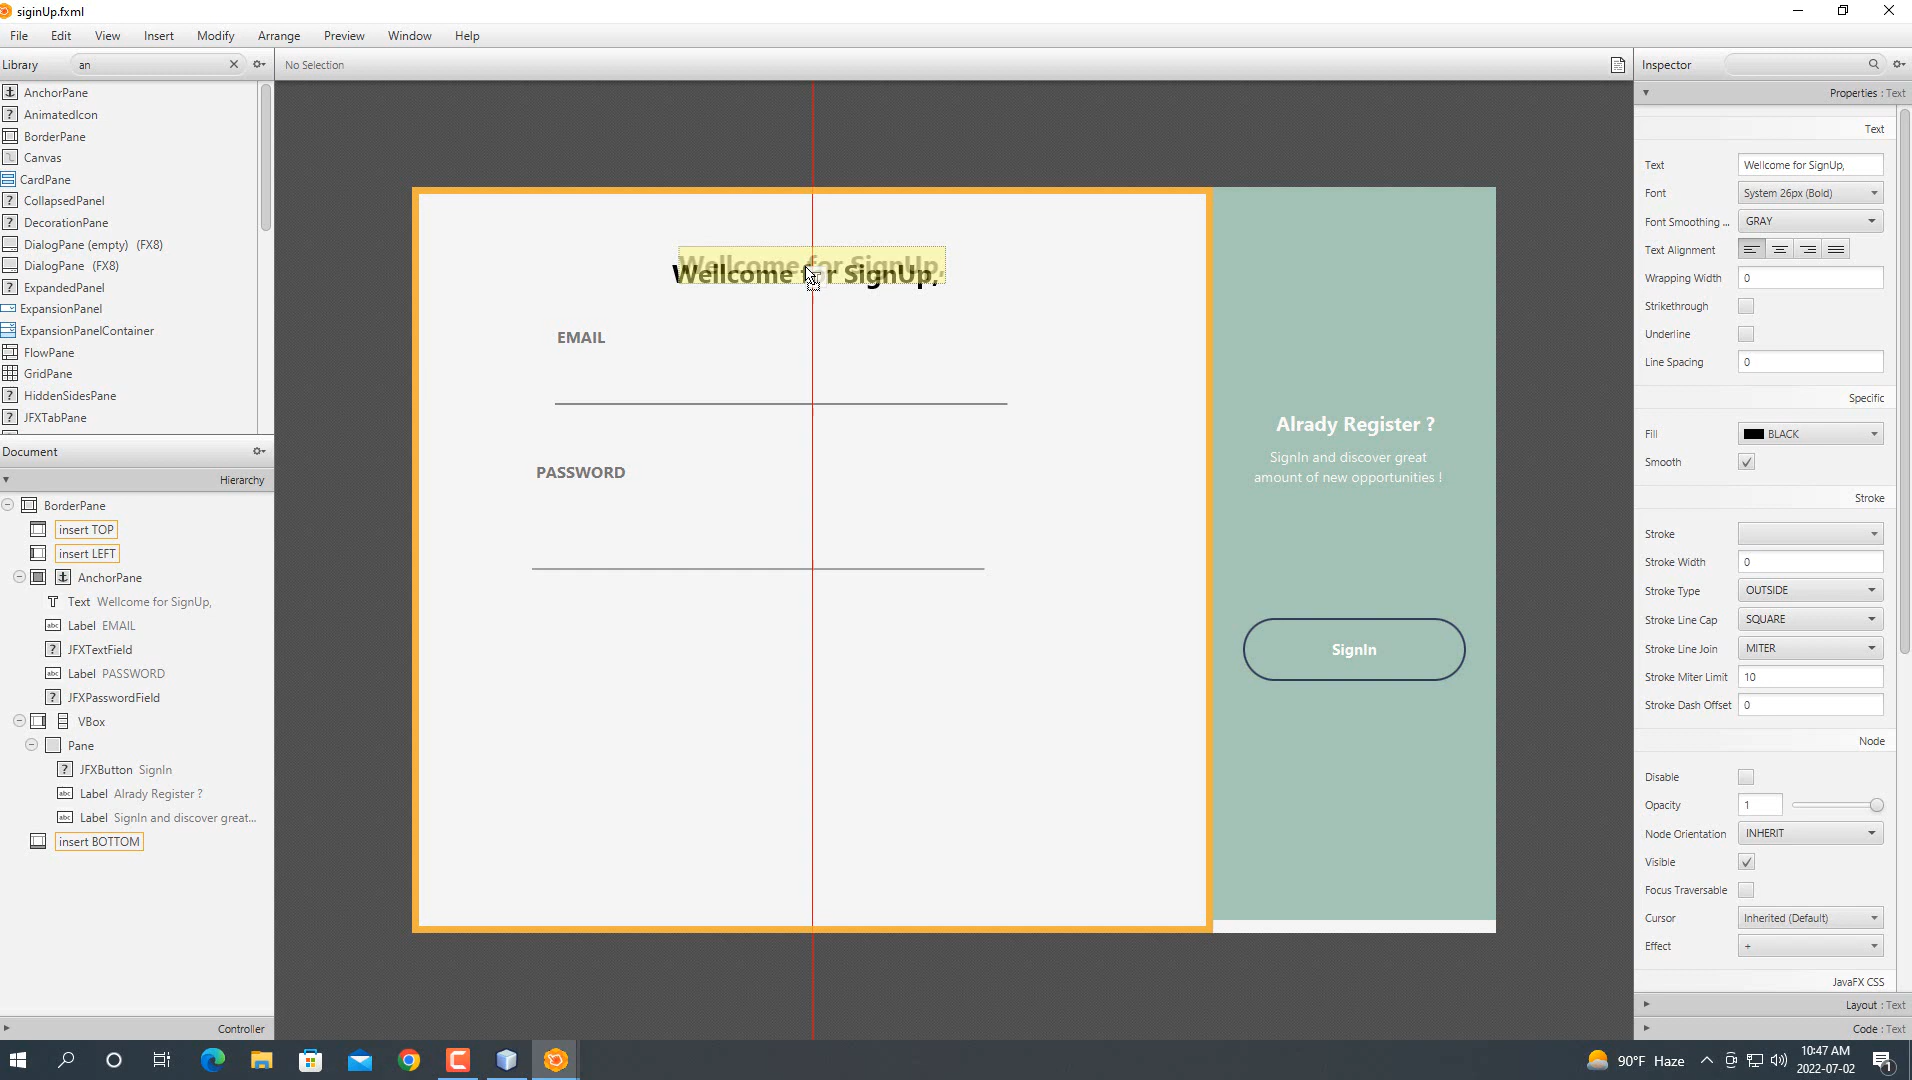 siginUp.fxml
File Edit View Insert Modify Arrange Preview Window Help
Library an
No Selection
Inspector
AnchorPane
AnimatedIcon
BorderPane
Canvas
CardPane
CollapsedPanel
DecorationPane
DialogPane (empty) (FX8)
DialogPane (FX8)
ExpandedPanel
ExpansionPanel
ExpansionPanelContainer
FlowPane
GridPane
HiddenSidesPane
JFXTabPane
Document
Hierarchy
BorderPane
insert TOP
insert LEFT
AnchorPane
Text Wellcome for SignUp,
Label EMAIL
JFXTextField
Label PASSWORD
JFXPasswordField
VBox
Pane
JFXButton SignIn
Label Alrady Register ?
Label SignIn and discover great...
insert BOTTOM
Controller
Wellcome for SignUp,
Wellcome for SignUp,
EMAIL
PASSWORD
Alrady Register ?
SignIn and discover great
amount of new opportunities !
SignIn
Properties : Text
Text
Text Wellcome for SignUp,
Font System 26px (Bold)
Font Smoothing ... GRAY
Text Alignment
Wrapping Width 0
Strikethrough
Underline
Line Spacing 0
Specific
Fill BLACK
Smooth
Stroke
Stroke
Stroke Width 0
Stroke Type OUTSIDE
Stroke Line Cap SQUARE
Stroke Line Join MITER
Stroke Miter Limit 10
Stroke Dash Offset 0
Node
Disable
Opacity 1
Node Orientation INHERIT
Visible
Focus Traversable
Cursor Inherited (Default)
Effect +
JavaFX CSS
Layout : Text
Code : Text
90°F Haze
10:47 AM
2022-07-02
1